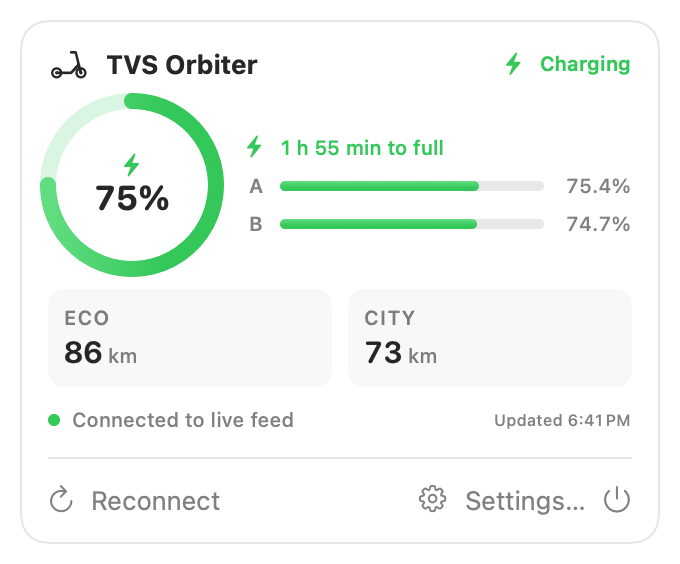 TVS Orbiter
Charging
75%
1 h 55 min to full
A 75.4%
B 74.7%
ECO
86 km
CITY
73 km
Connected to live feed
Updated 6:41 PM
Reconnect
Settings...